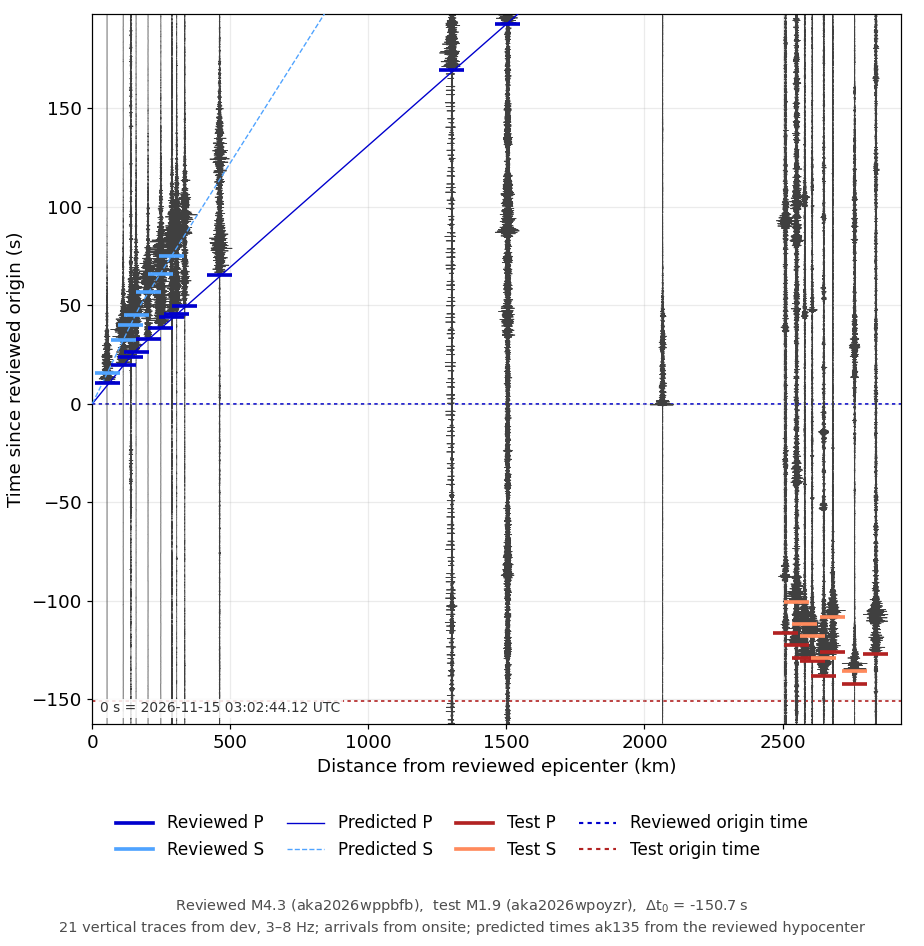 150
100
50
0
−50
−100
−150
Time since reviewed origin (s)
0 s = 2026-11-15 03:02:44.12 UTC
0
500
1000
1500
2000
2500
Distance from reviewed epicenter (km)
Reviewed P
Predicted P
Test P
Reviewed origin time
Reviewed S
Predicted S
Test S
Test origin time
Reviewed M4.3 (aka2026wppbfb), test M1.9 (aka2026wpoyzr), Δt₀ = -150.7 s
21 vertical traces from dev, 3–8 Hz; arrivals from onsite; predicted times ak135 from the reviewed hypocenter